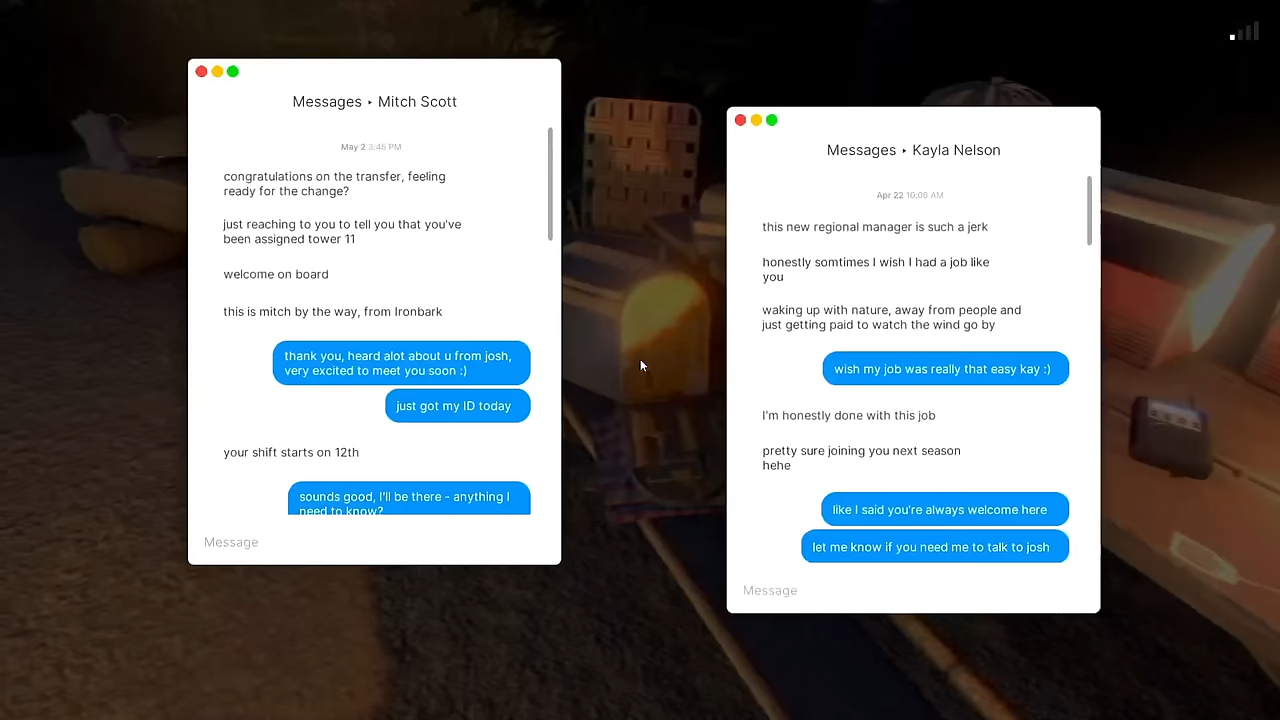 Messages ‣ Mitch Scott
May 2 3:45 PM
congratulations on the transfer, feeling
ready for the change?
just reaching to you to tell you that you've
been assigned tower 11
welcome on board
this is mitch by the way, from Ironbark
thank you, heard alot about u from josh,
very excited to meet you soon :)
just got my ID today
your shift starts on 12th
sounds good, I'll be there - anything I
need to know?
Message
Messages ‣ Kayla Nelson
Apr 22 10:06 AM
this new regional manager is such a jerk
honestly somtimes I wish I had a job like
you
waking up with nature, away from people and
just getting paid to watch the wind go by
wish my job was really that easy kay :)
I'm honestly done with this job
pretty sure joining you next season
hehe
like I said you're always welcome here
let me know if you need me to talk to josh
Message